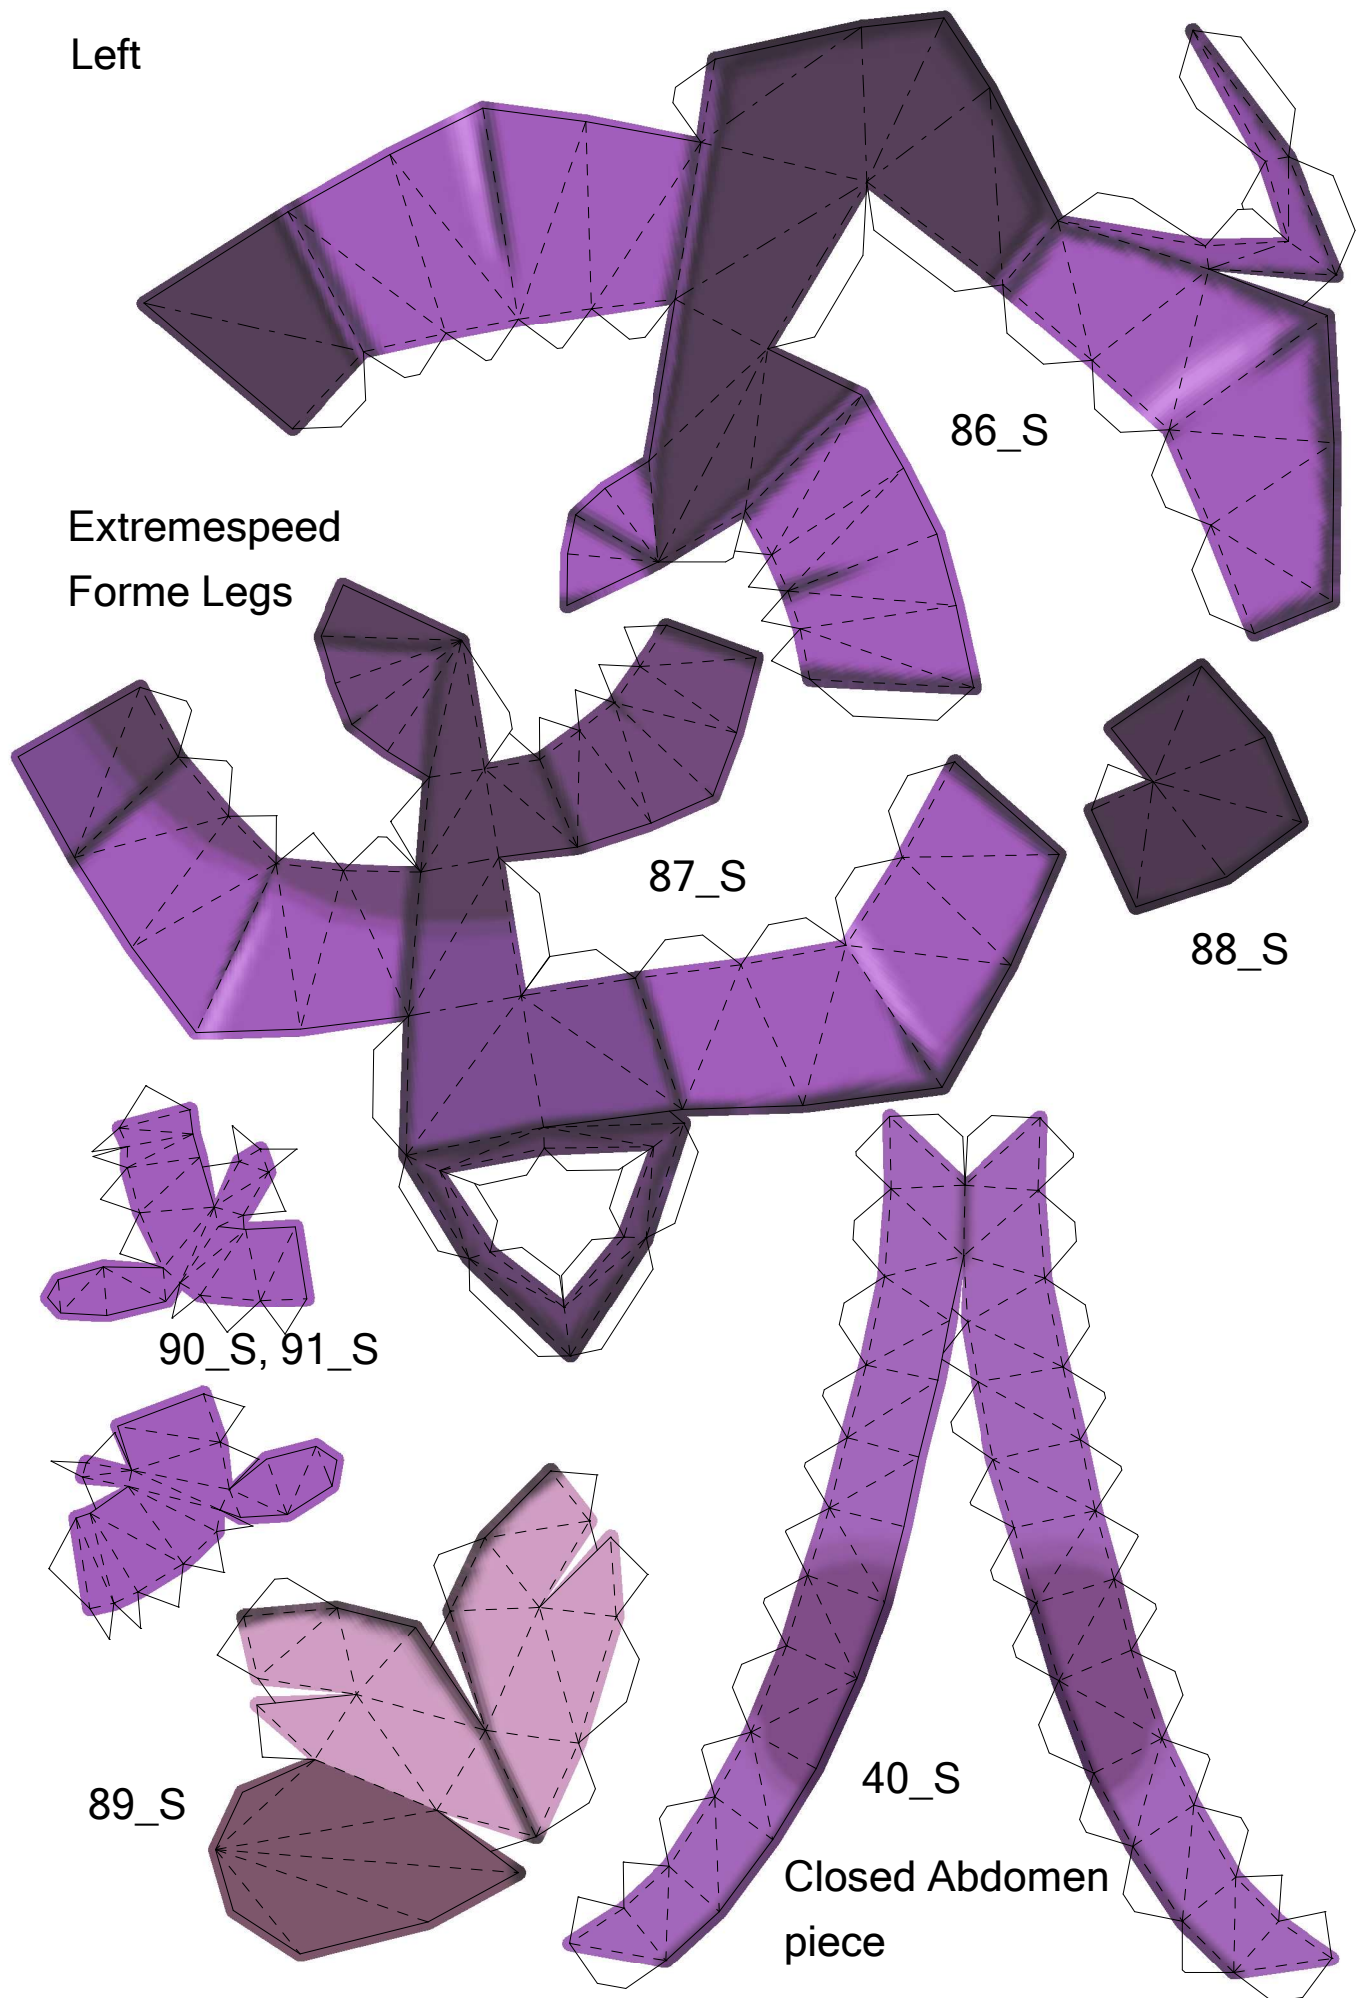 Left
86_S
Extremespeed
Forme Legs
87_S
88_S
90_S, 91_S
89_S
40_S
Closed Abdomen
piece